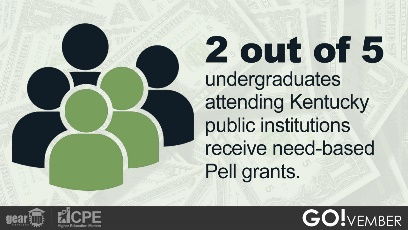 2 out of 5
undergraduates
attending Kentucky
public institutions
receive need-based
Pell grants.
gear up
CPE
GO!VEMBER